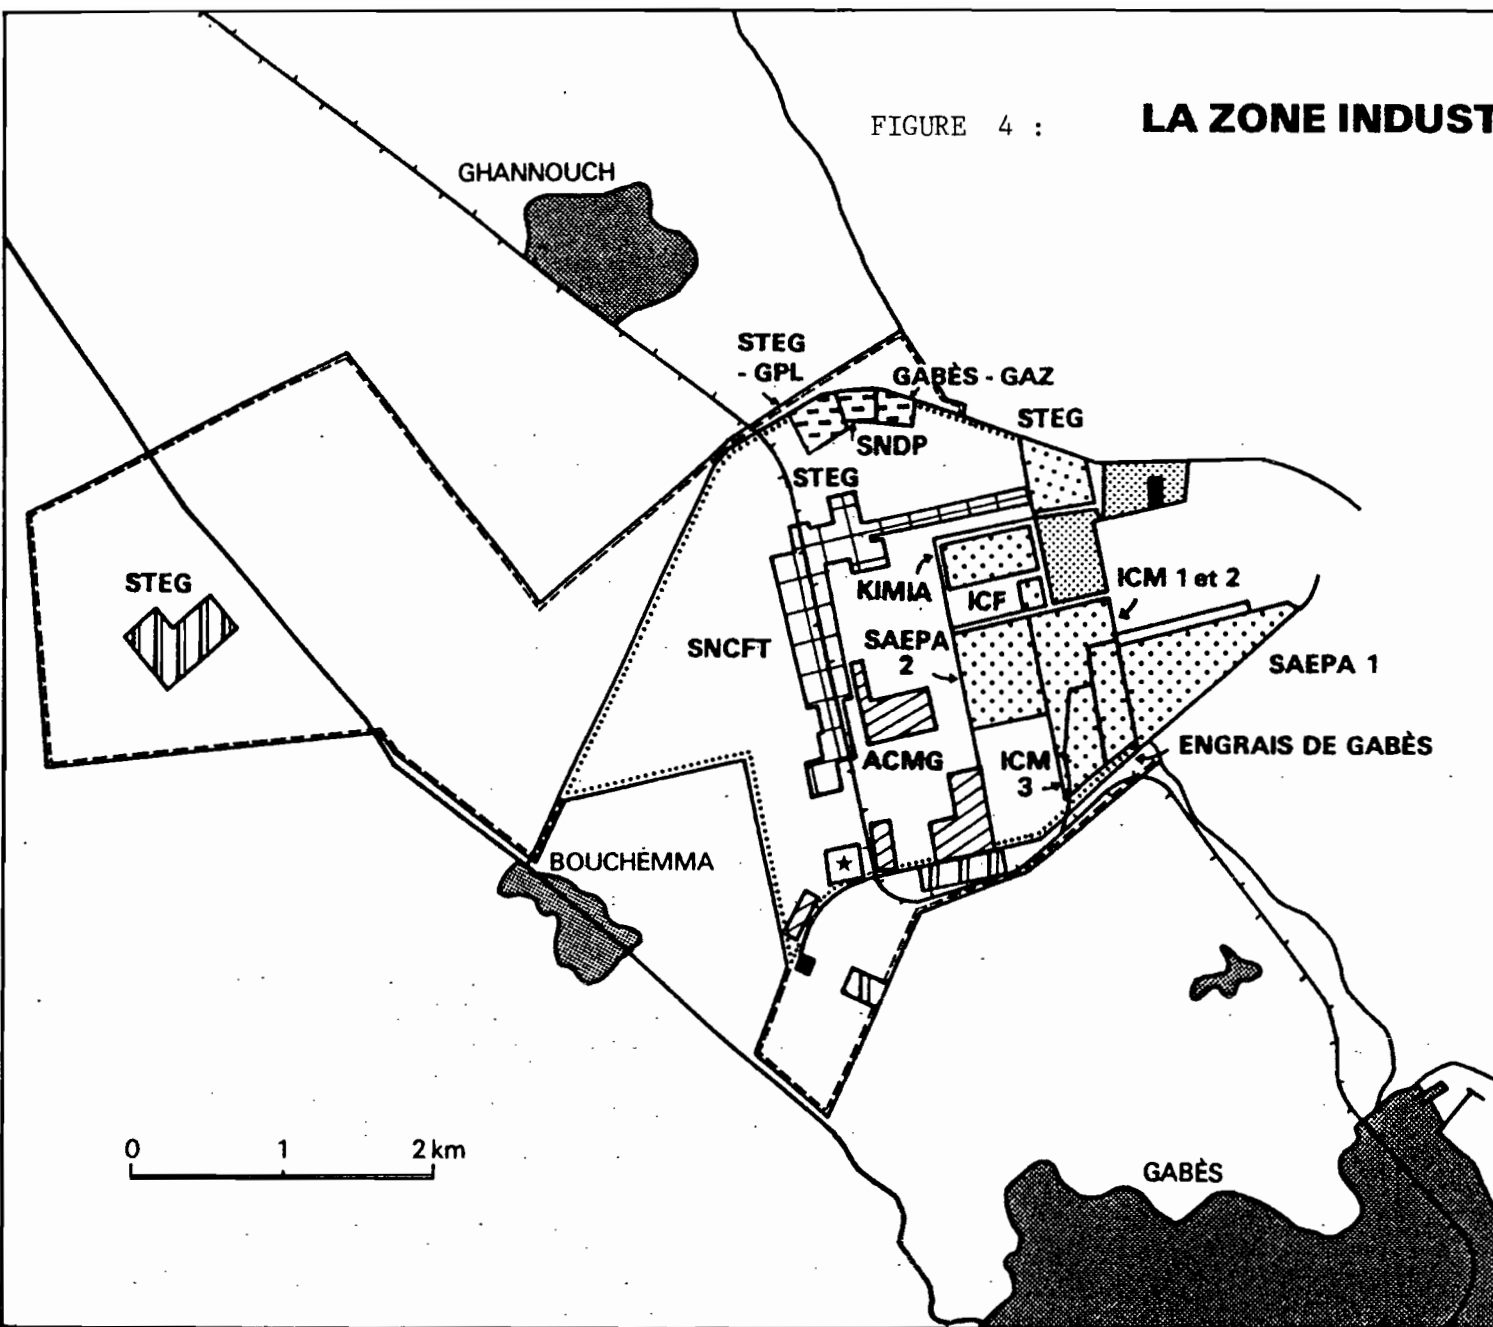 FIGURE 4 :
LA ZONE INDUST
GHANNOUCH
STEG
- GPL
GABÈS - GAZ
STEG
SNDP
STEG
STEG
KIMIA
ICF
ICM 1 et 2
SNCFT
SAEPA
2
SAEPA 1
ENGRAIS DE GABÈS
ACMG
ICM
3
BOUCHEMMA
0 1 2 km
GABÈS